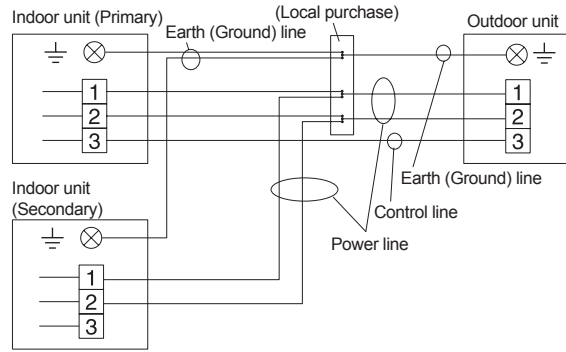 Indoor unit (Primary)
(Local purchase)
Outdoor unit
Earth (Ground) line
1
2
3
1
2
3
Earth (Ground) line
Control line
Power line
Indoor unit
(Secondary)
1
2
3